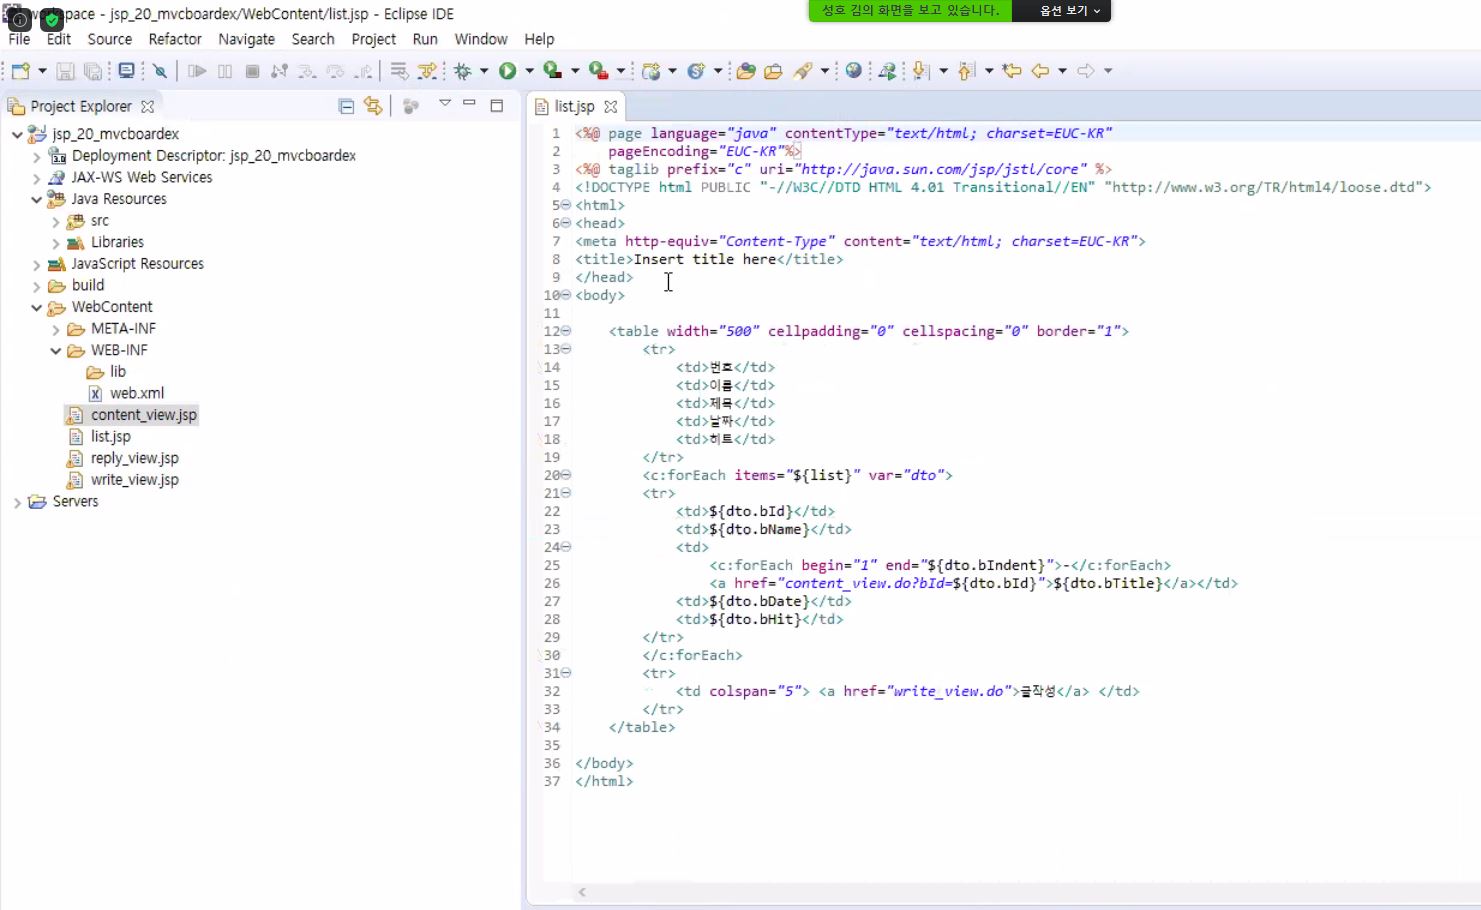 workspace - jsp_20_mvcboardex/WebContent/list.jsp - Eclipse IDE
성호 김의 화면을 보고 있습니다.
옵션 보기
File Edit Source Refactor Navigate Search Project Run Window Help
Project Explorer
jsp_20_mvcboardex
Deployment Descriptor: jsp_20_mvcboardex
JAX-WS Web Services
Java Resources
src
Libraries
JavaScript Resources
build
WebContent
META-INF
WEB-INF
lib
web.xml
content_view.jsp
list.jsp
reply_view.jsp
write_view.jsp
Servers
list.jsp
1 <%@ page language="java" contentType="text/html; charset=EUC-KR"
2 pageEncoding="EUC-KR"%>
3 <%@ taglib prefix="c" uri="http://java.sun.com/jsp/jstl/core" %>
4 <!DOCTYPE html PUBLIC "-//W3C//DTD HTML 4.01 Transitional//EN" "http://www.w3.org/TR/html4/loose.dtd">
5 <html>
6 <head>
7 <meta http-equiv="Content-Type" content="text/html; charset=EUC-KR">
8 <title>Insert title here</title>
9 </head>
10 <body>
11
12 <table width="500" cellpadding="0" cellspacing="0" border="1">
13 <tr>
14 <td>번호</td>
15 <td>이름</td>
16 <td>제목</td>
17 <td>날짜</td>
18 <td>히트</td>
19 </tr>
20 <c:forEach items="${list}" var="dto">
21 <tr>
22 <td>${dto.bId}</td>
23 <td>${dto.bName}</td>
24 <td>
25 <c:forEach begin="1" end="${dto.bIndent}">-</c:forEach>
26 <a href="content_view.do?bId=${dto.bId}">${dto.bTitle}</a></td>
27 <td>${dto.bDate}</td>
28 <td>${dto.bHit}</td>
29 </tr>
30 </c:forEach>
31 <tr>
32 <td colspan="5"> <a href="write_view.do">글작성</a> </td>
33 </tr>
34 </table>
35
36 </body>
37 </html>